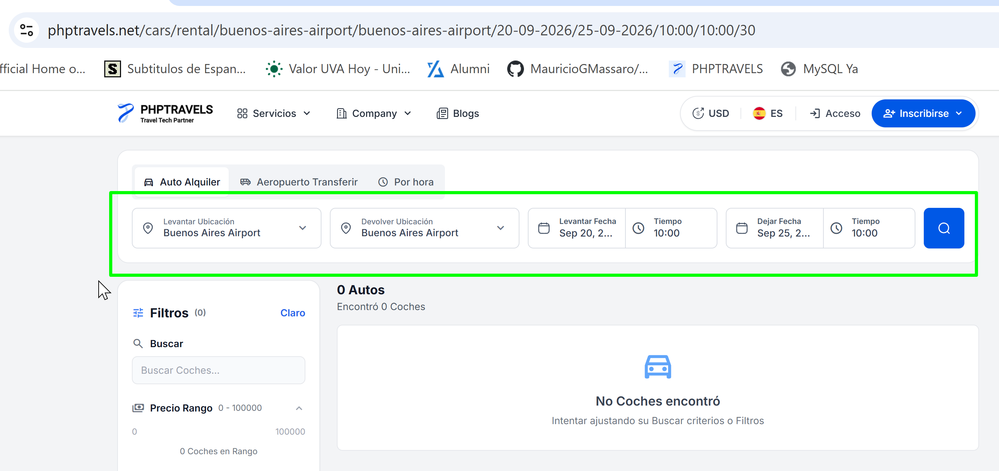 phptravels.net/cars/rental/buenos-aires-airport/buenos-aires-airport/20-09-2026/25-09-2026/10:00/10:00/30
fficial Home o... Subtitulos de Espan... Valor UVA Hoy - Uni... Alumni MauricioGMassaro/... PHPTRAVELS MySQL Ya
PHPTRAVELS
Travel Tech Partner
Servicios Company Blogs USD ES Acceso Inscribirse
Auto Alquiler Aeropuerto Transferir Por hora
Levantar Ubicación Devolver Ubicación Levantar Fecha Tiempo Dejar Fecha Tiempo
Buenos Aires Airport Buenos Aires Airport Sep 20, 2... 10:00 Sep 25, 2... 10:00
0 Autos
Encontró 0 Coches
Filtros (0) Claro
Buscar
Buscar Coches...
Precio Rango 0 - 100000
0 100000
0 Coches en Rango
No Coches encontró
Intentar ajustando su Buscar criterios o Filtros